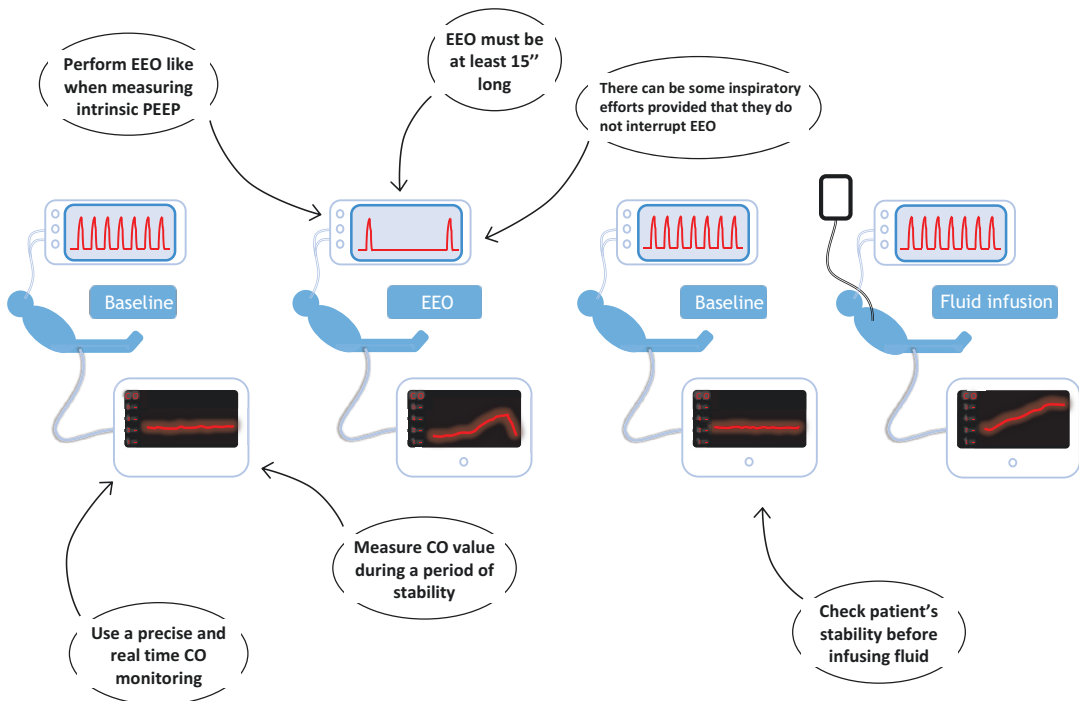 Perform EEO like
when measuring
intrinsic PEEP
EEO must be
at least 15’’
long
There can be some inspiratory
efforts provided that they do
not interrupt EEO
Baseline
EEO
Baseline
Fluid infusion
Measure CO value
during a period of
stability
Use a precise and
real time CO
monitoring
Check patient’s
stability before
infusing fluid